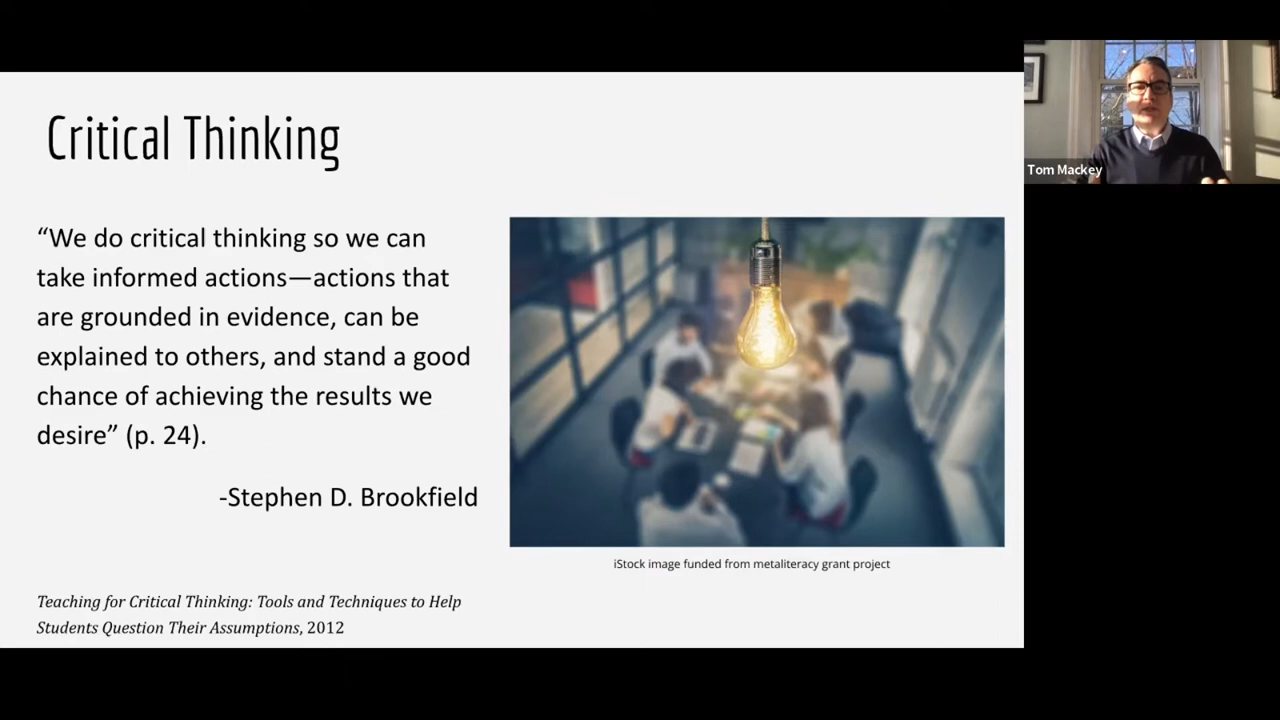 Critical Thinking
“We do critical thinking so we can
take informed actions—actions that
are grounded in evidence, can be
explained to others, and stand a good
chance of achieving the results we
desire” (p. 24).
-Stephen D. Brookfield
iStock image funded from metaliteracy grant project
Teaching for Critical Thinking: Tools and Techniques to Help
Students Question Their Assumptions, 2012
Tom Mackey